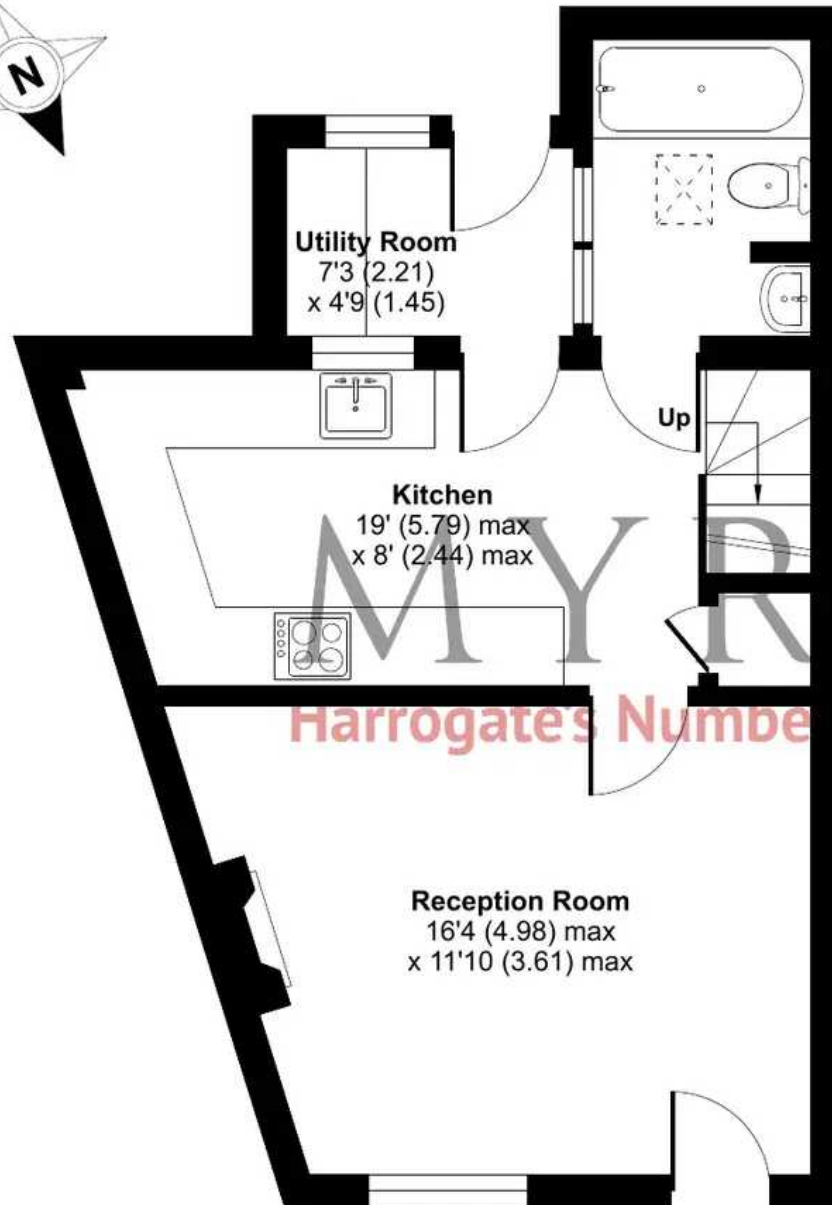 N
Utility Room
7'3 (2.21)
x 4'9 (1.45)
Up
Kitchen
19' (5.79) max
x 8' (2.44) max
MYR
Harrogate's Numbe
Reception Room
16'4 (4.98) max
x 11'10 (3.61) max